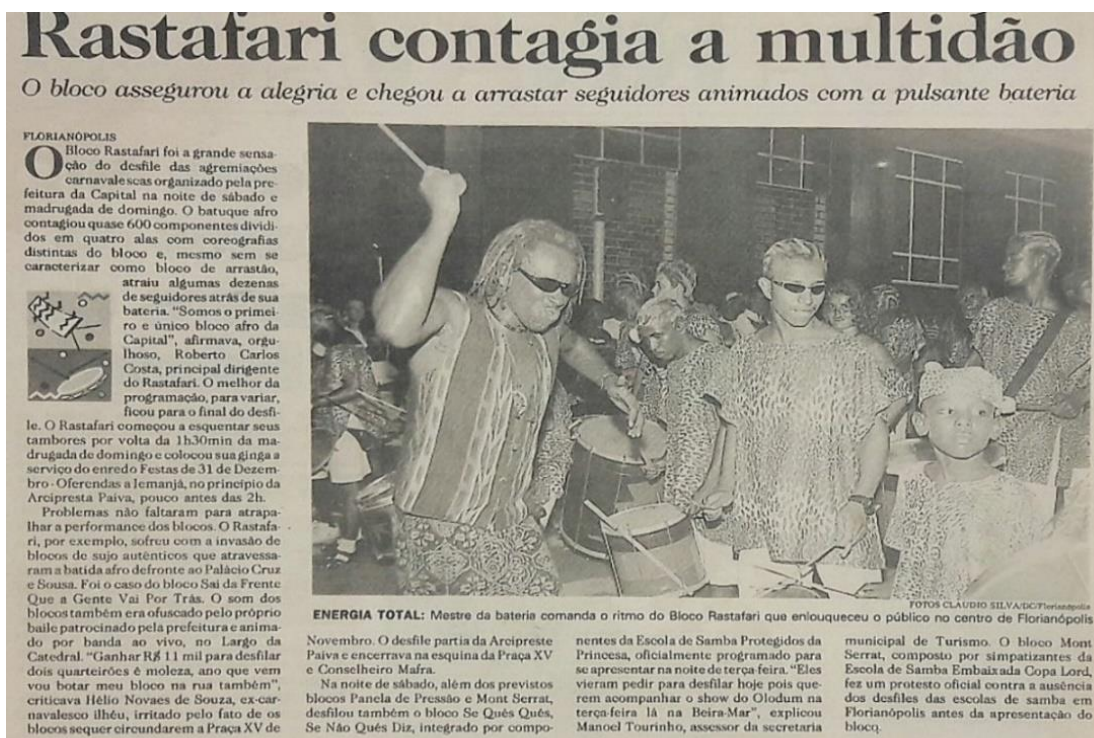 Rastafari contagia a multidão
O bloco assegurou a alegria e chegou a arrastar seguidores animados com a pulsante bateria
FLORIANÓPOLIS
O Bloco Rastafari foi a grande sensa-
ção do desfile das agremiações
carnavalescas organizado pela pre-
feitura da Capital na noite de sábado e
madrugada de domingo. O batuque afro
contagiou quase 600 componentes dividi-
dos em quatro alas com coreografias
distintas do bloco e, mesmo sem se
caracterizar como bloco de arrastão,
atraiu algumas dezenas
de seguidores atrás de sua
bateria. “Somos o primei-
ro e único bloco afro da
Capital”, afirmava, orgu-
lhoso, Roberto Carlos
Costa, principal dirigente
do Rastafari. O melhor da
programação, para variar,
ficou para o final do desfi-
le. O Rastafari começou a esquentar seus
tambores por volta da 1h30min da ma-
drugada de domingo e colocou sua ginga a
serviço do enredo Festas de 31 de Dezem-
bro - Oferendas a Iemanjá, no princípio da
Arcipresta Paiva, pouco antes das 2h.
Problemas não faltaram para atrapa-
lhar a performance dos blocos. O Rastafa-
ri, por exemplo, sofreu com a invasão de
blocos de sujo autênticos que atravessa-
ram a batida afro defronte ao Palácio Cruz
e Sousa. Foi o caso do bloco Sai da Frente
Que a Gente Vai Por Trás. O som dos
blocos também era ofuscado pelo próprio
baile patrocinado pela prefeitura e anima-
do por banda ao vivo, no Largo da
Catedral. “Ganhar R$ 11 mil para desfilar
dois quarteirões é moleza, ano que vem
vou botar meu bloco na rua também”,
criticava Hélio Novaes de Souza, ex-car-
navalesco ilhéu, irritado pelo fato de os
blocos sequer circundarem a Praça XV de
FOTOS CLAUDIO SILVA/DC/Florianópolis
ENERGIA TOTAL: Mestre da bateria comanda o ritmo do Bloco Rastafari que enlouqueceu o público no centro de Florianópolis
Novembro. O desfile partia da Arcipreste
Paiva e encerrava na esquina da Praça XV
e Conselheiro Mafra.
Na noite de sábado, além dos previstos
blocos Panela de Pressão e Mont Serrat,
desfilou também o bloco Se Qués Qués,
Se Não Qués Diz, integrado por compo-
nentes da Escola de Samba Protegidos da
Princesa, oficialmente programado para
se apresentar na noite de terça-feira. “Eles
vieram pedir para desfilar hoje pois que-
rem acompanhar o show do Olodum na
terça-feira lá na Beira-Mar”, explicou
Manoel Tourinho, assessor da secretaria
municipal de Turismo. O bloco Mont
Serrat, composto por simpatizantes da
Escola de Samba Embaixada Copa Lord,
fez um protesto oficial contra a ausência
dos desfiles das escolas de samba em
Florianópolis antes da apresentação do
bloco.